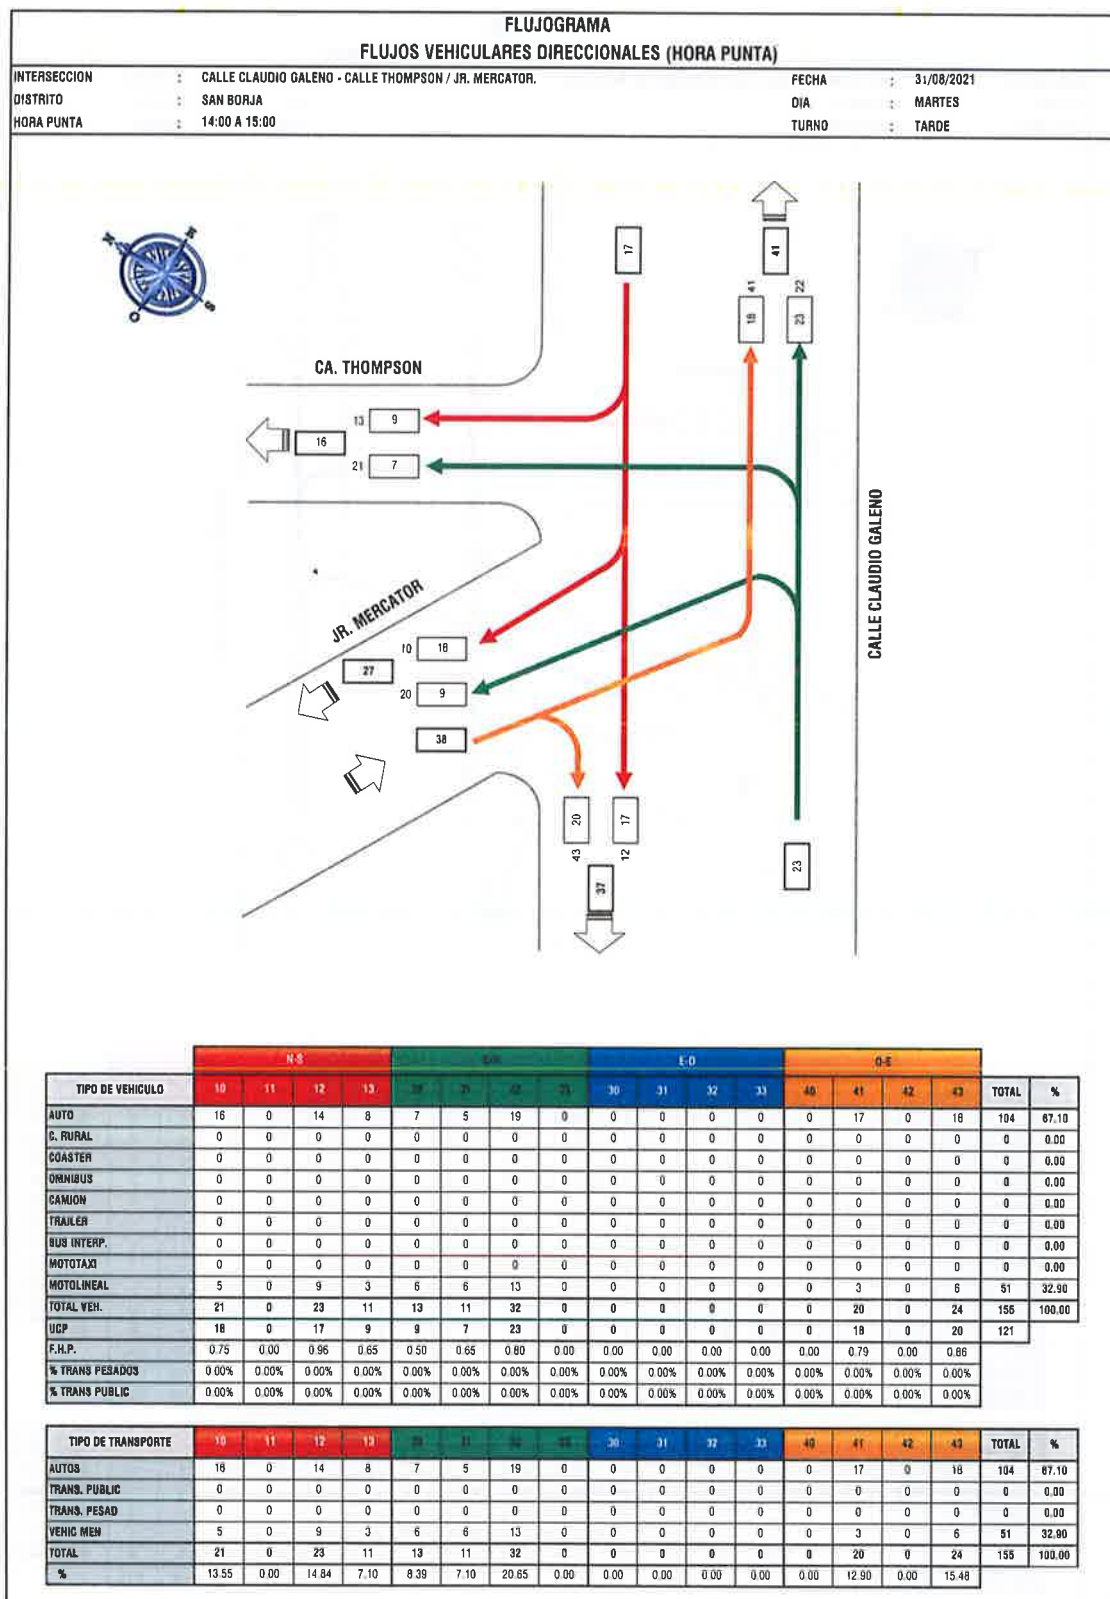 FLUJOGRAMA
FLUJOS VEHICULARES DIRECCIONALES (HORA PUNTA)
INTERSECCION : CALLE CLAUDIO GALENO - CALLE THOMPSON / JR. MERCATOR. FECHA : 31/08/2021
DISTRITO : SAN BORJA DIA : MARTES
HORA PUNTA : 14:00 A 15:00 TURNO : TARDE
N N S O
17 41
41 22
18 23
CA. THOMPSON
13 9
16
21 7
CALLE CLAUDIO GALENO
JR. MERCATOR
10 18
27
20 9
38
20 17
43 12
23
37
N-S E-O O-E
TIPO DE VEHICULO 10 11 12 13 30 31 32 33 40 41 42 43 TOTAL %
AUTO 16 0 14 8 7 5 19 0 0 0 0 0 0 17 0 18 104 67.10
C. RURAL 0 0 0 0 0 0 0 0 0 0 0 0 0 0 0 0 0 0.00
COASTER 0 0 0 0 0 0 0 0 0 0 0 0 0 0 0 0 0 0.00
OMNIBUS 0 0 0 0 0 0 0 0 0 0 0 0 0 0 0 0 0 0.00
CAMION 0 0 0 0 0 0 0 0 0 0 0 0 0 0 0 0 0 0.00
TRAILER 0 0 0 0 0 0 0 0 0 0 0 0 0 0 0 0 0 0.00
BUS INTERP. 0 0 0 0 0 0 0 0 0 0 0 0 0 0 0 0 0 0.00
MOTOTAXI 0 0 0 0 0 0 0 0 0 0 0 0 0 0 0 0 0 0.00
MOTOLINEAL 5 0 9 3 6 6 13 0 0 0 0 0 0 3 0 6 51 32.90
TOTAL VEH. 21 0 23 11 13 11 32 0 0 0 0 0 0 20 0 24 155 100.00
UCP 18 0 17 9 9 7 23 0 0 0 0 0 0 18 0 20 121
F.H.P. 0.75 0.00 0.96 0.65 0.50 0.65 0.80 0.00 0.00 0.00 0.00 0.00 0.00 0.79 0.00 0.86
% TRANS PESADOS 0.00% 0.00% 0.00% 0.00% 0.00% 0.00% 0.00% 0.00% 0.00% 0.00% 0.00% 0.00% 0.00% 0.00% 0.00% 0.00%
% TRANS PUBLIC 0.00% 0.00% 0.00% 0.00% 0.00% 0.00% 0.00% 0.00% 0.00% 0.00% 0.00% 0.00% 0.00% 0.00% 0.00% 0.00%
TIPO DE TRANSPORTE 10 11 12 13 30 31 32 33 40 41 42 43 TOTAL %
AUTOS 16 0 14 8 7 5 19 0 0 0 0 0 0 17 0 18 104 67.10
TRANS. PUBLIC 0 0 0 0 0 0 0 0 0 0 0 0 0 0 0 0 0 0.00
TRANS. PESAD 0 0 0 0 0 0 0 0 0 0 0 0 0 0 0 0 0 0.00
VEHIC MEN 5 0 9 3 6 6 13 0 0 0 0 0 0 3 0 6 51 32.90
TOTAL 21 0 23 11 13 11 32 0 0 0 0 0 0 20 0 24 155 100.00
% 13.55 0.00 14.84 7.10 8.39 7.10 20.65 0.00 0.00 0.00 0.00 0.00 0.00 12.90 0.00 15.48